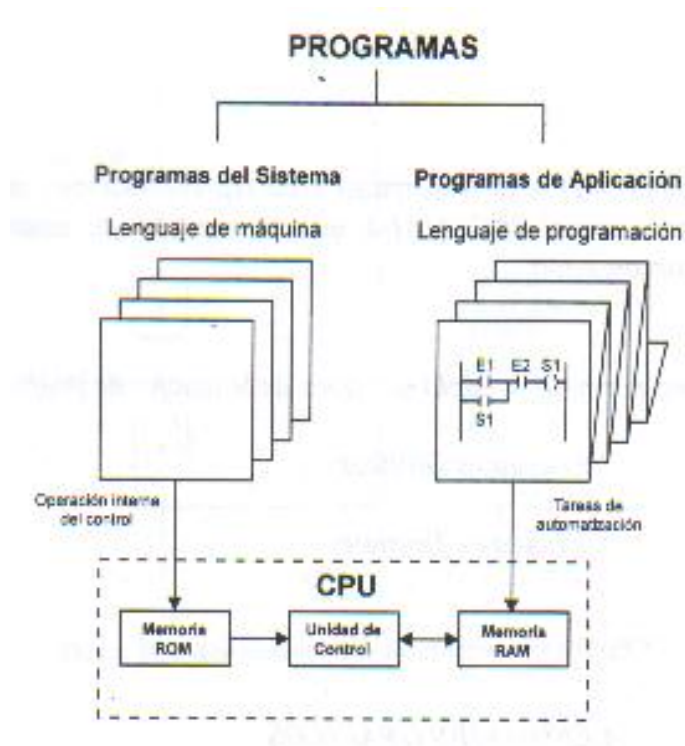 PROGRAMAS
Programas del Sistema
Lenguaje de máquina
Programas de Aplicación
Lenguaje de programación
E1 E2 S1
S1
Operación interna
del control
Tareas de
automatización
CPU
Memoria
ROM
Unidad de
Control
Memoria
RAM